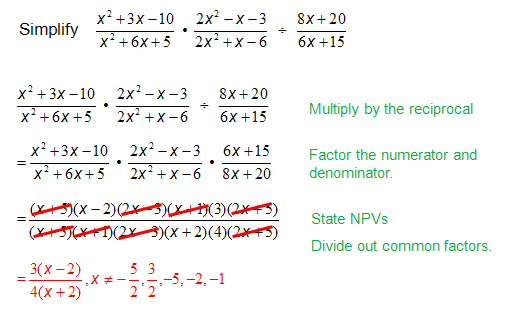 Simplify (x² + 3x − 10)/(x² + 6x + 5) • (2x² − x − 3)/(2x² + x − 6) ÷ (8x + 20)/(6x + 15)
(x² + 3x − 10)/(x² + 6x + 5) • (2x² − x − 3)/(2x² + x − 6) ÷ (8x + 20)/(6x + 15)
Multiply by the reciprocal
= (x² + 3x − 10)/(x² + 6x + 5) • (2x² − x − 3)/(2x² + x − 6) • (6x + 15)/(8x + 20)
Factor the numerator and
denominator.
= (x + 5)(x − 2)(2x − 3)(x + 1)(3)(2x + 5)/(x + 5)(x + 1)(2x − 3)(x + 2)(4)(2x + 5)
State NPVs
Divide out common factors.
= 3(x − 2)/4(x + 2), x ≠ −5/2, 3/2, −5, −2, −1